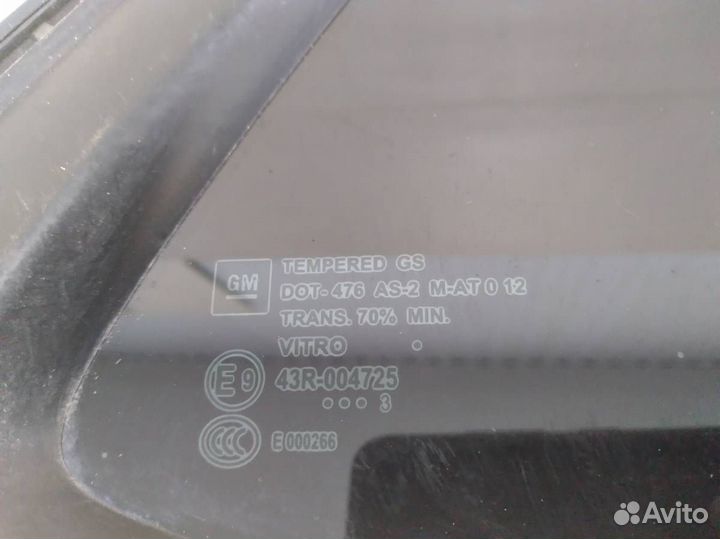 GM
TEMPERED GS
DOT-476 AS-2 M-AT 0 12
TRANS. 70% MIN.
VITRO
E9 43R-004725
3
CCC E000266
Avito